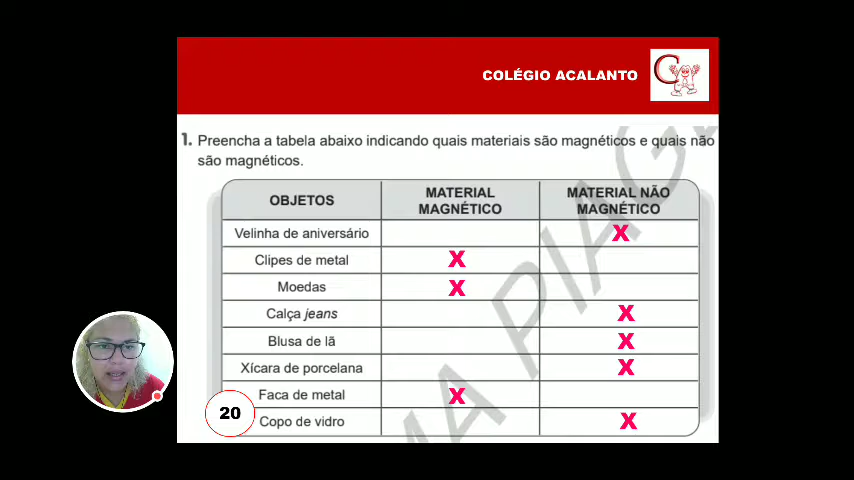 COLÉGIO ACALANTO
C
1. Preencha a tabela abaixo indicando quais materiais são magnéticos e quais não
são magnéticos.
OBJETOS MATERIAL MAGNÉTICO MATERIAL NÃO MAGNÉTICO
Velinha de aniversário X
Clipes de metal X
Moedas X
Calça jeans X
Blusa de lã X
Xícara de porcelana X
Faca de metal X
20
Copo de vidro X
MA PIAG